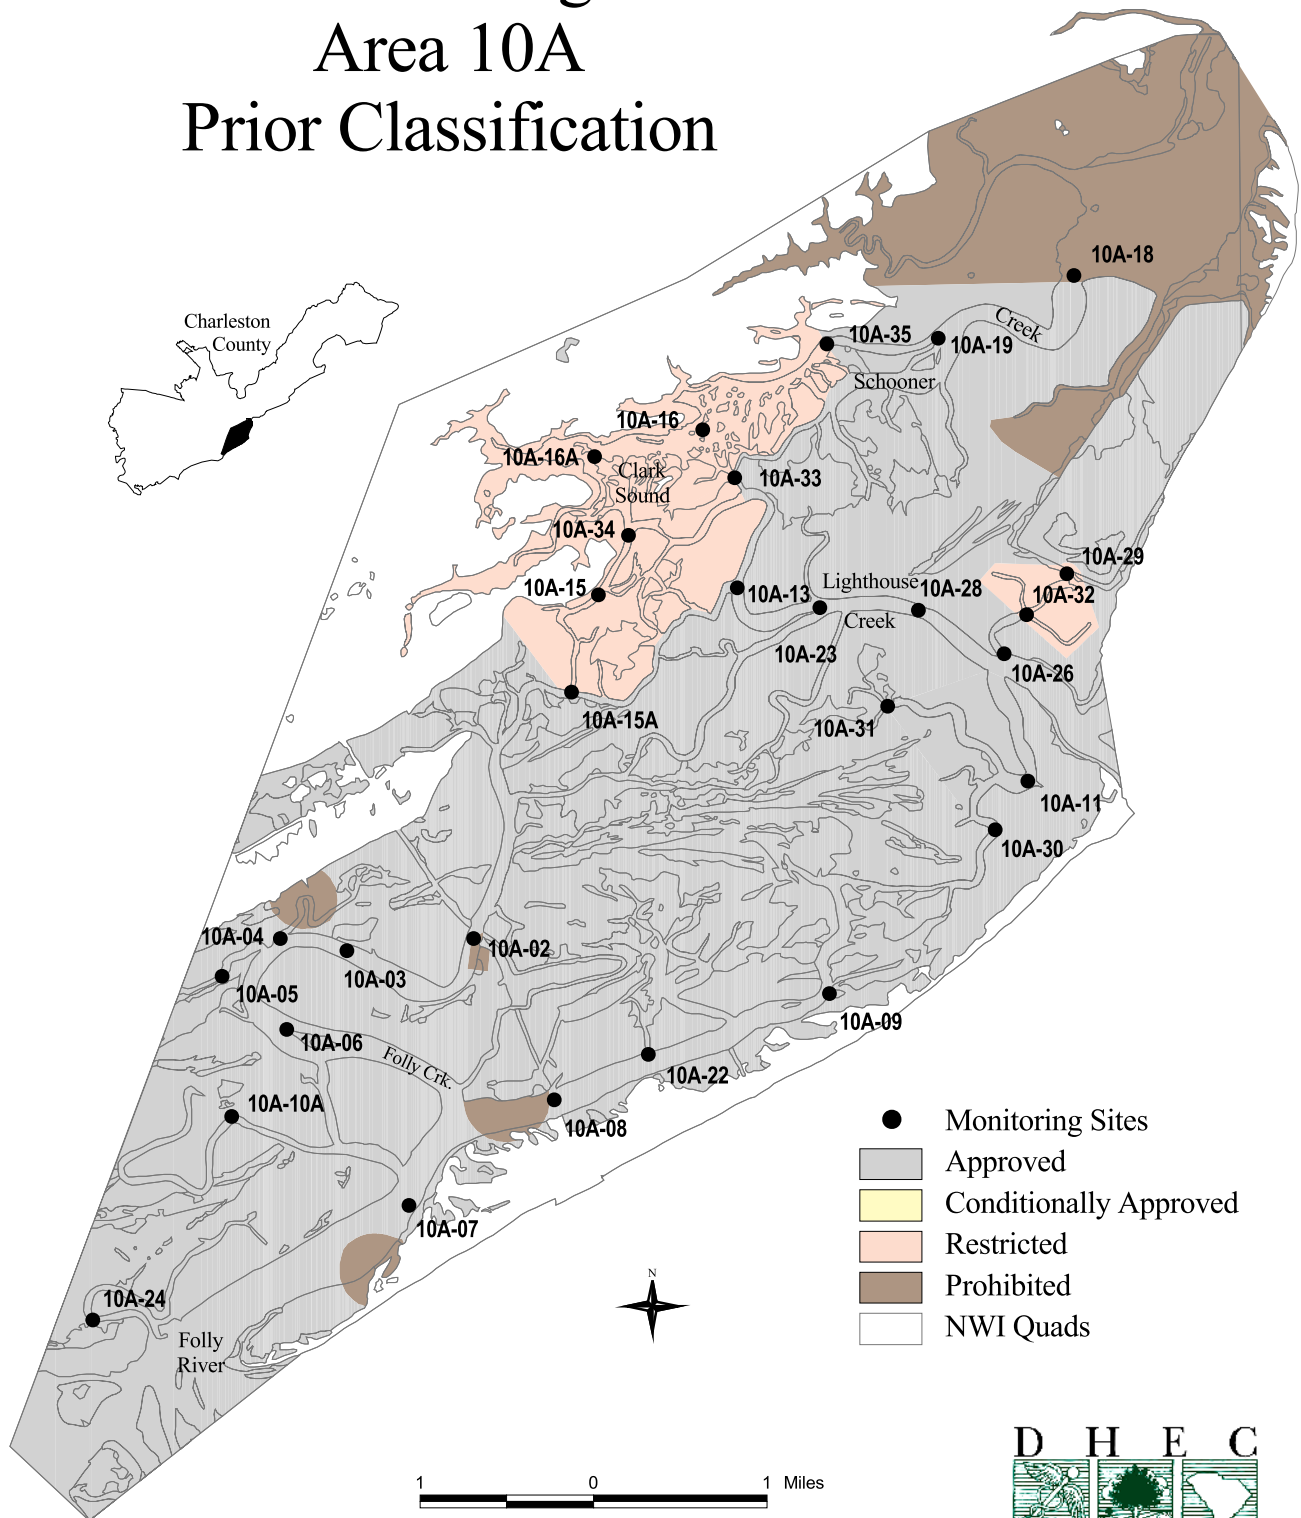 Area 10A
Prior Classification
Charleston
County
10A-18
Creek
10A-35
10A-19
Schooner
10A-16
10A-16A
Clark
Sound
10A-33
10A-34
10A-29
10A-15
10A-13
Lighthouse
10A-28
10A-32
Creek
10A-23
10A-26
10A-15A
10A-31
10A-11
10A-30
10A-04
10A-02
10A-03
10A-05
10A-09
10A-06
Folly Crk.
10A-22
10A-10A
10A-08
10A-07
10A-24
Folly
River
Monitoring Sites
Approved
Conditionally Approved
Restricted
Prohibited
NWI Quads
N
1 0 1 Miles
D H E C